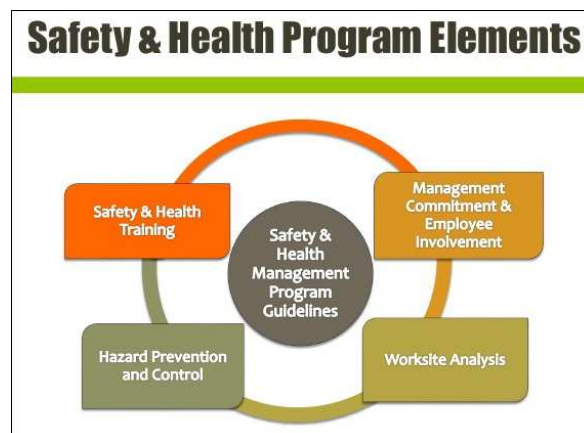 Safety & Health Program Elements
Safety & Health
Training
Management
Commitment &
Employee
Involvement
Safety &
Health
Management
Program
Guidelines
Hazard Prevention
and Control
Worksite Analysis